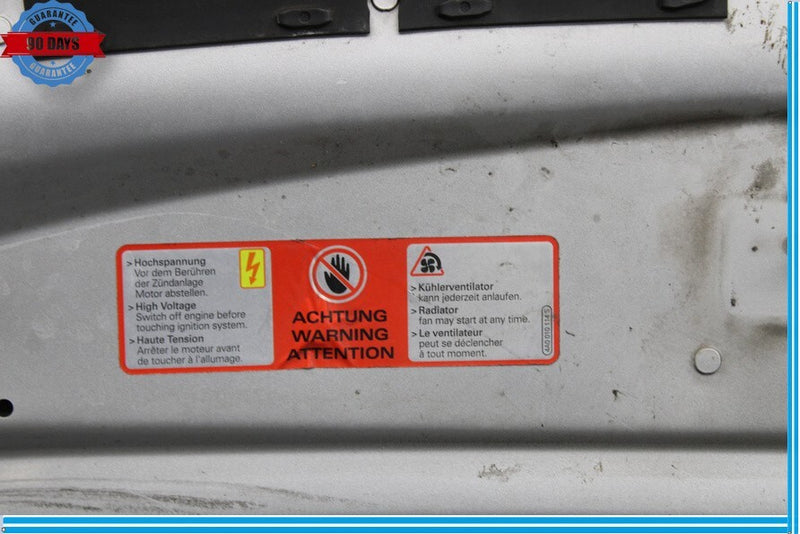 GUARANTEE
90 DAYS
GUARANTEE
> Hochspannung
Vor dem Berühren
der Zündanlage
Motor abstellen.
> High Voltage
Switch off engine before
touching ignition system.
> Haute Tension
Arrêter le moteur avant
de toucher à l'allumage.
ACHTUNG
WARNING
ATTENTION
> Kühlerventilator
kann jederzeit anlaufen.
> Radiator
fan may start at any time.
> Le ventilateur
peut se déclencher
à tout moment.